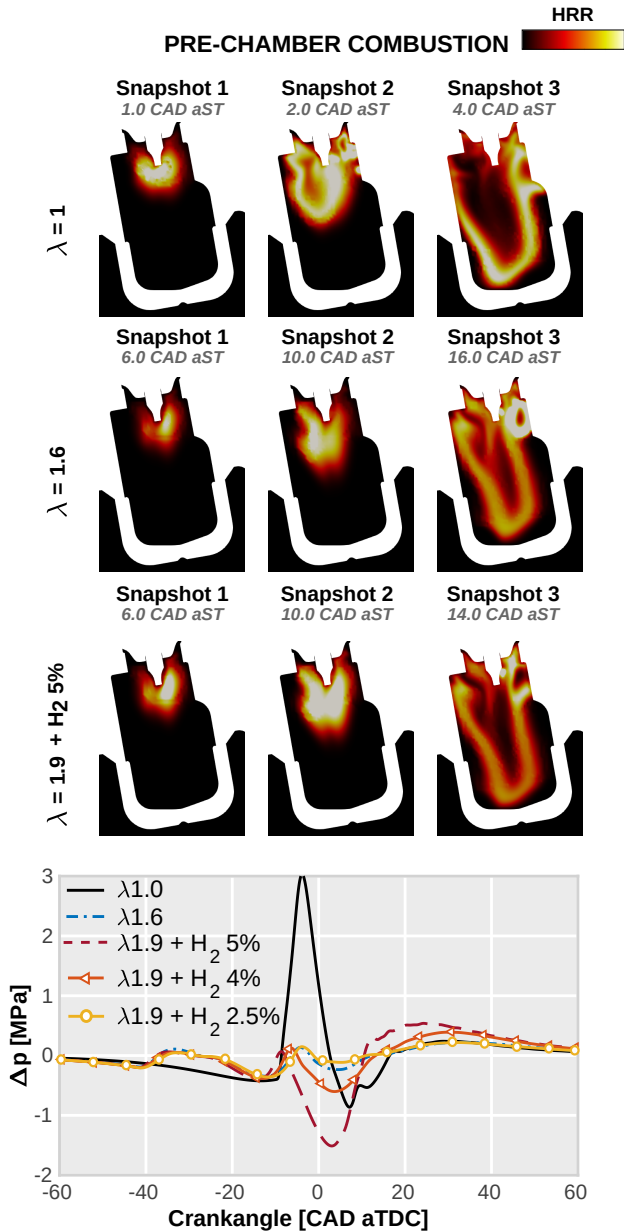 HRR
PRE-CHAMBER COMBUSTION
Snapshot 1 Snapshot 2 Snapshot 3
1.0 CAD aST 2.0 CAD aST 4.0 CAD aST
λ = 1
Snapshot 1 Snapshot 2 Snapshot 3
6.0 CAD aST 10.0 CAD aST 16.0 CAD aST
λ = 1.6
Snapshot 1 Snapshot 2 Snapshot 3
6.0 CAD aST 10.0 CAD aST 14.0 CAD aST
λ = 1.9 + H2 5%
λ1.0
λ1.6
λ1.9 + H2 5%
λ1.9 + H2 4%
λ1.9 + H2 2.5%
Δp [MPa]
3
2
1
0
-1
-2
-60 -40 -20 0 20 40 60
Crankangle [CAD aTDC]